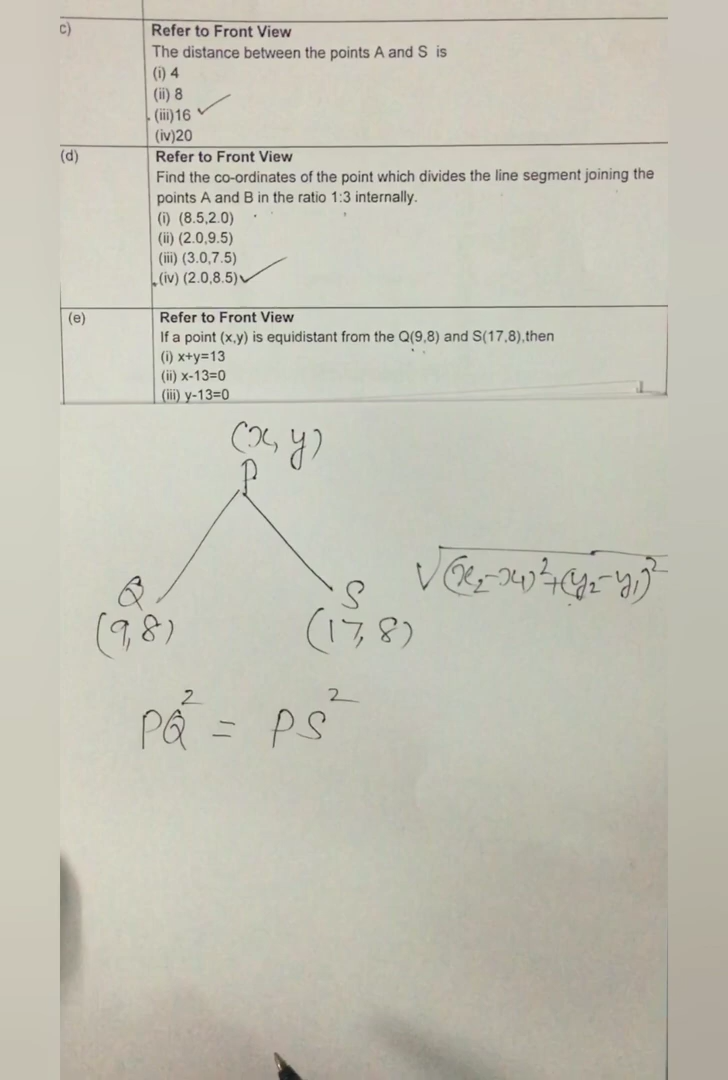 c)
Refer to Front View
The distance between the points A and S is
(i) 4
(ii) 8
(iii)16
(iv)20
(d)
Refer to Front View
Find the co-ordinates of the point which divides the line segment joining the
points A and B in the ratio 1:3 internally.
(i) (8.5,2.0)
(ii) (2.0,9.5)
(iii) (3.0,7.5)
(iv) (2.0,8.5)
(e)
Refer to Front View
If a point (x,y) is equidistant from the Q(9,8) and S(17,8),then
(i) x+y=13
(ii) x-13=0
(iii) y-13=0
(x, y)
P
Q S √(x₂-x₁)²+(y₂-y₁)²
(9,8) (17,8)
PQ² = PS²